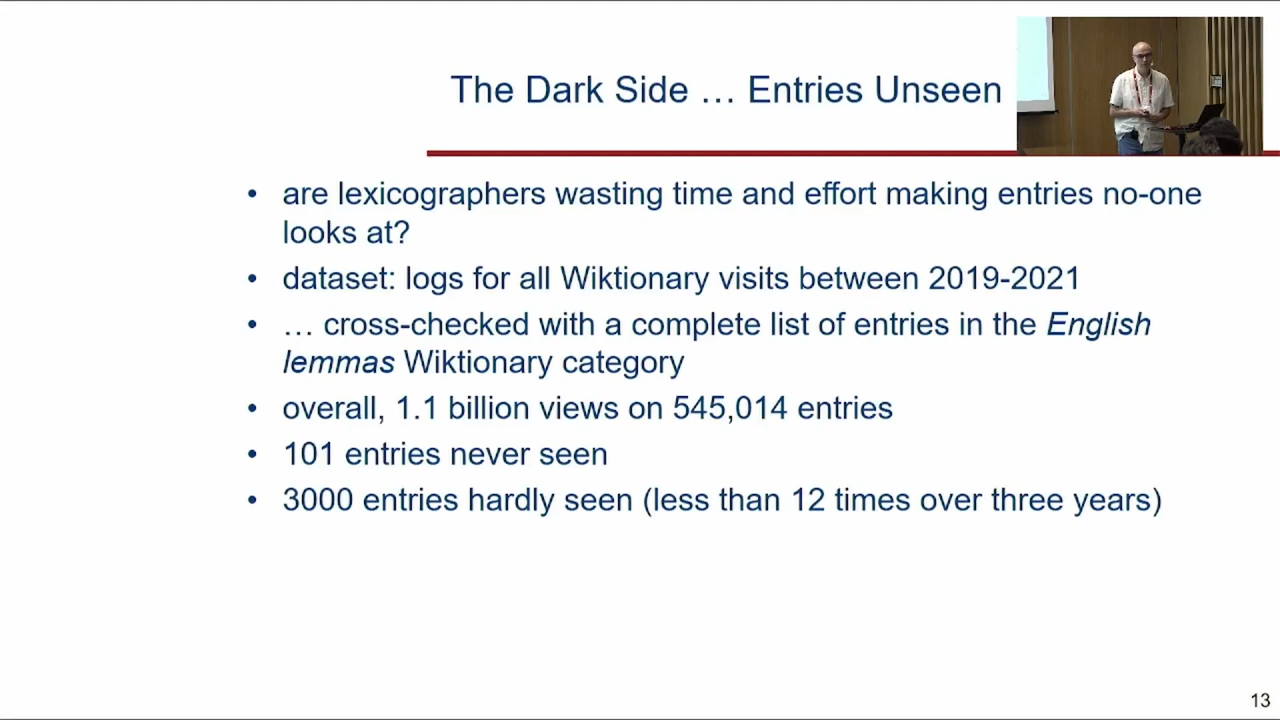 The Dark Side … Entries Unseen
• are lexicographers wasting time and effort making entries no-one
looks at?
• dataset: logs for all Wiktionary visits between 2019-2021
• … cross-checked with a complete list of entries in the English
lemmas Wiktionary category
• overall, 1.1 billion views on 545,014 entries
• 101 entries never seen
• 3000 entries hardly seen (less than 12 times over three years)
13